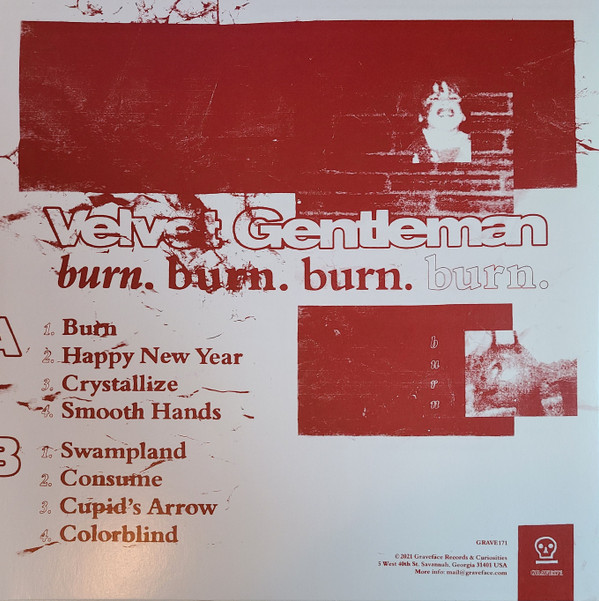 Velvet Gentleman
burn. burn. burn. burn.
A
1. Burn
2. Happy New Year
3. Crystallize
4. Smooth Hands
B
1. Swampland
2. Consume
3. Cupid's Arrow
4. Colorblind
b
u
r
n
GRAVE171
©2021 Graveface Records & Curiosities
5 West 40th St, Savannah, Georgia 31401 USA
More info: mail@graveface.com
GRAVE171